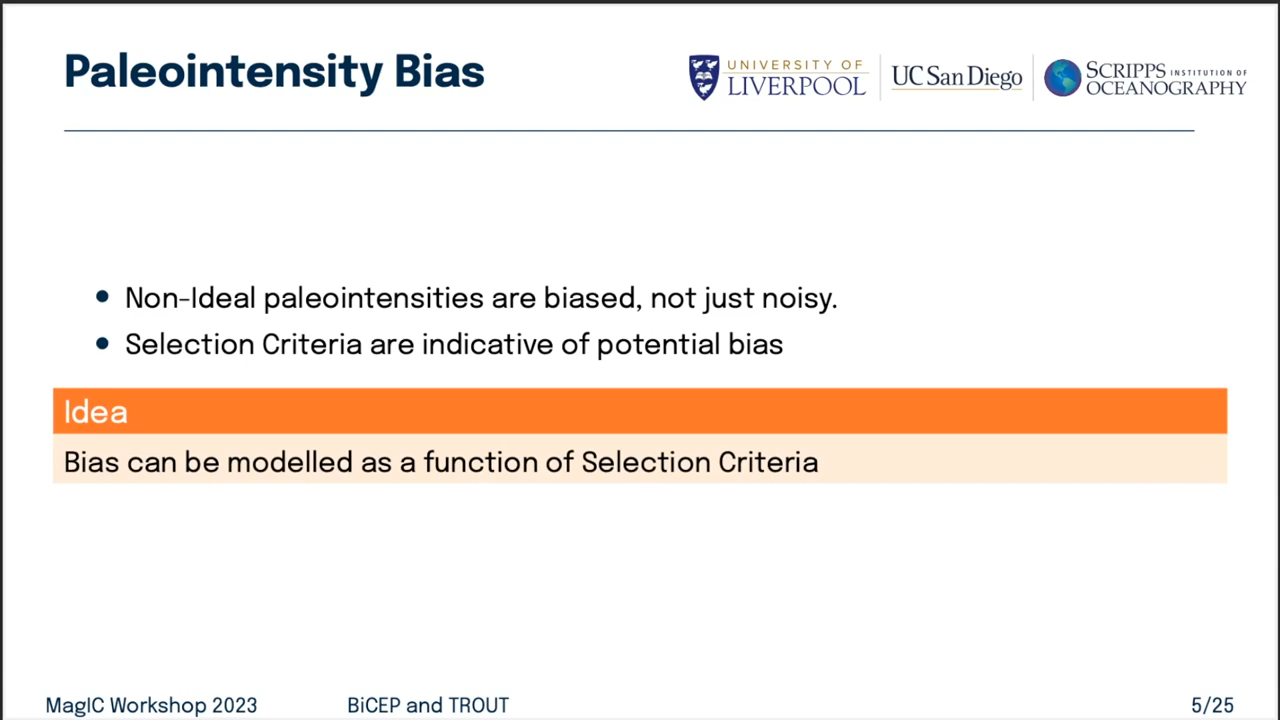 Paleointensity Bias
UNIVERSITY OF
LIVERPOOL
UC San Diego
SCRIPPS INSTITUTION OF
OCEANOGRAPHY
Non-Ideal paleointensities are biased, not just noisy.
Selection Criteria are indicative of potential bias
Idea
Bias can be modelled as a function of Selection Criteria
MagIC Workshop 2023
BiCEP and TROUT
5/25